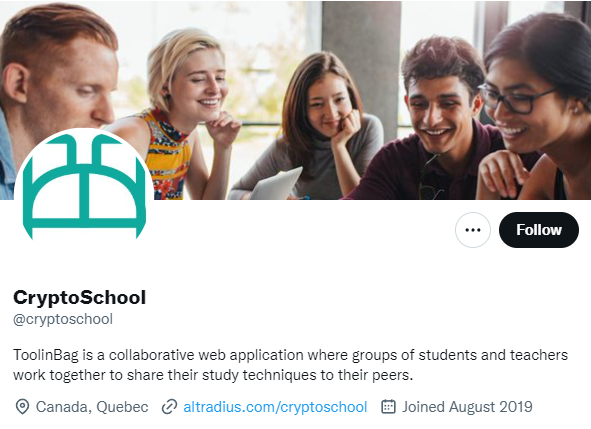 Follow
CryptoSchool
@cryptoschool
ToolinBag is a collaborative web application where groups of students and teachers
work together to share their study techniques to their peers.
Canada, Quebec altradius.com/cryptoschool Joined August 2019